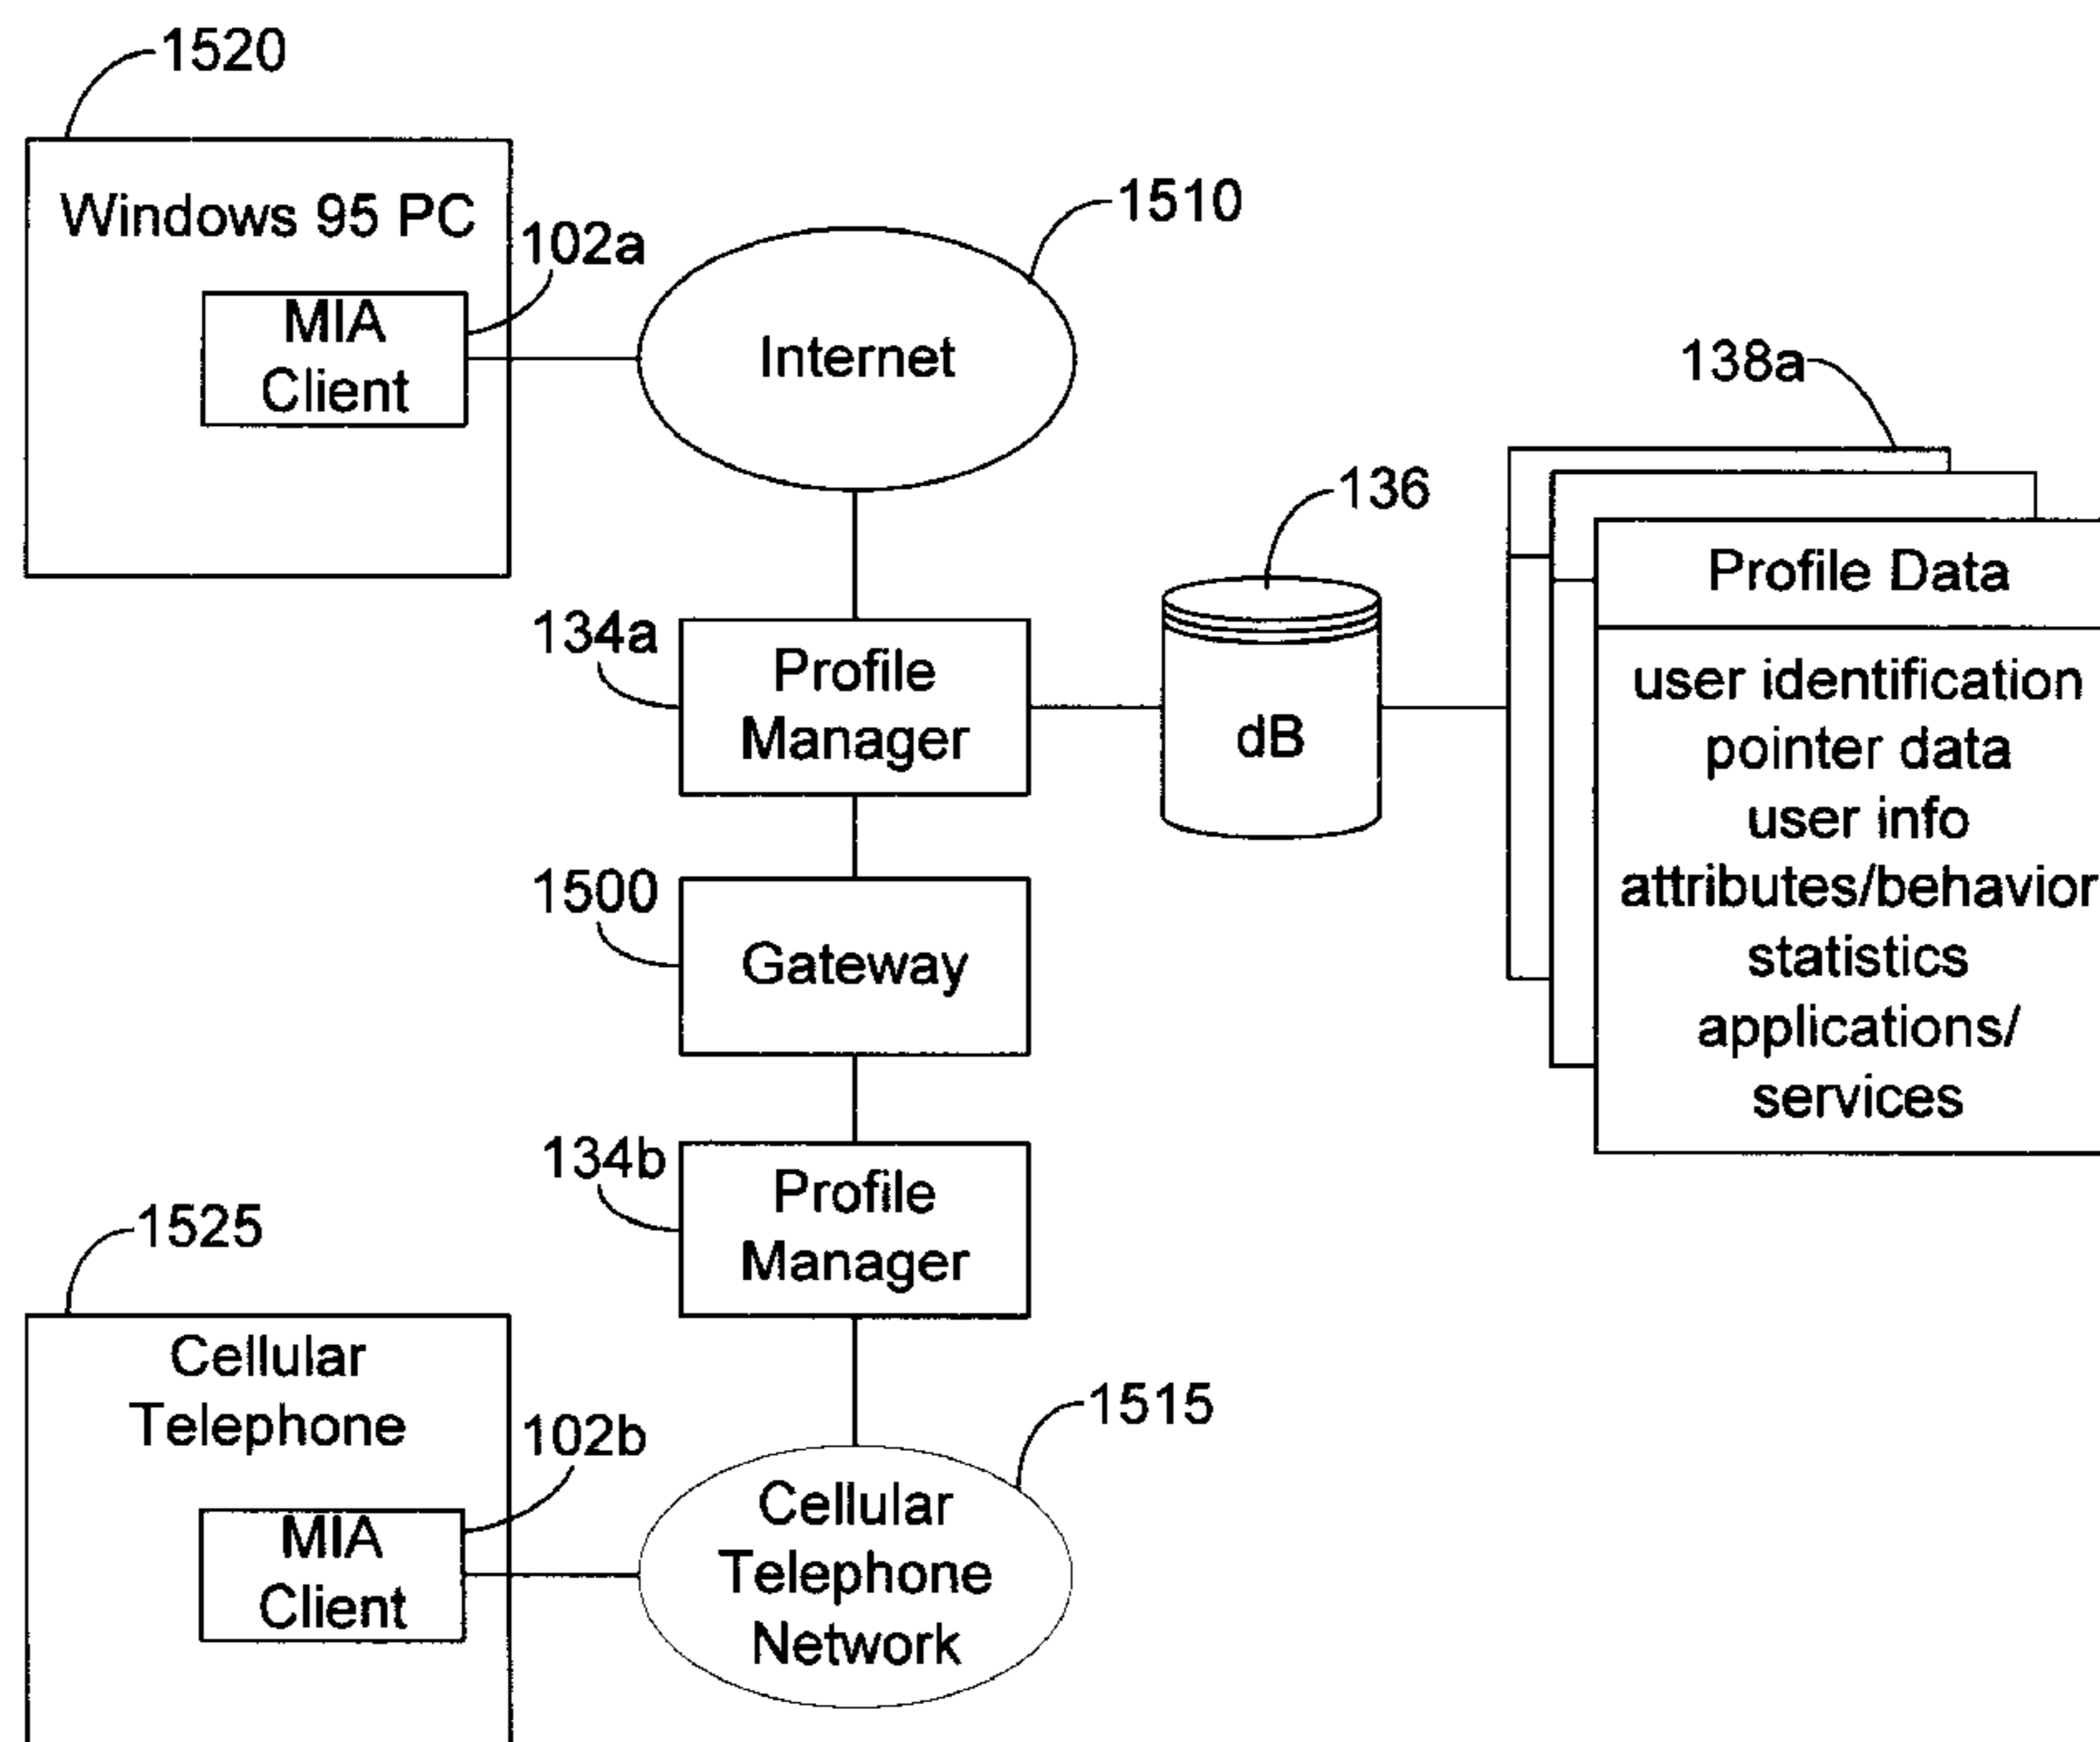 1520
Windows 95 PC
102a
MIA
Client
1510
Internet
138a
136
134a
Profile
Manager
dB
Profile Data
user identification
pointer data
user info
attributes/behavior
statistics
applications/
services
1500
Gateway
134b
Profile
Manager
1525
Cellular
Telephone
102b
MIA
Client
1515
Cellular
Telephone
Network